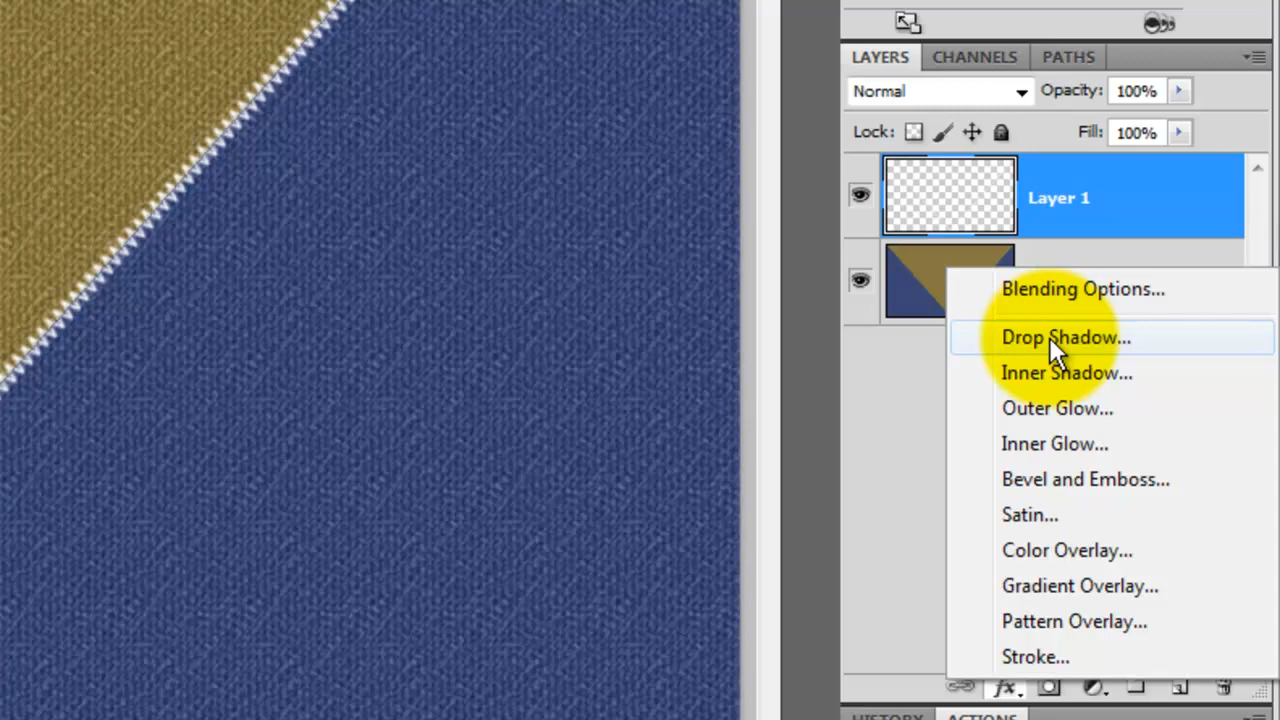 LAYERS CHANNELS PATHS
Normal Opacity: 100%
Lock: Fill: 100%
Layer 1
Blending Options...
Drop Shadow...
Inner Shadow...
Outer Glow...
Inner Glow...
Bevel and Emboss...
Satin...
Color Overlay...
Gradient Overlay...
Pattern Overlay...
Stroke...
fx
HISTORY ACTIONS